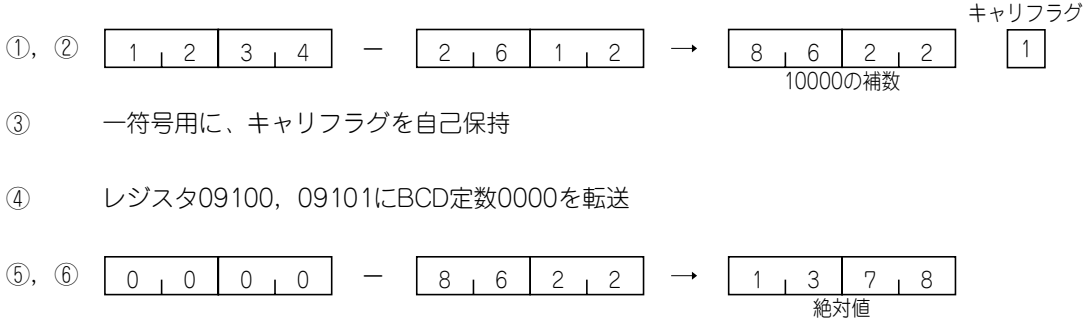 キャリフラグ
①, ② 1 2 3 4 － 2 6 1 2 → 8 6 2 2 1
10000の補数
③ 一符号用に、キャリフラグを自己保持
④ レジスタ09100，09101にBCD定数0000を転送
⑤, ⑥ 0 0 0 0 － 8 6 2 2 → 1 3 7 8
絶対値